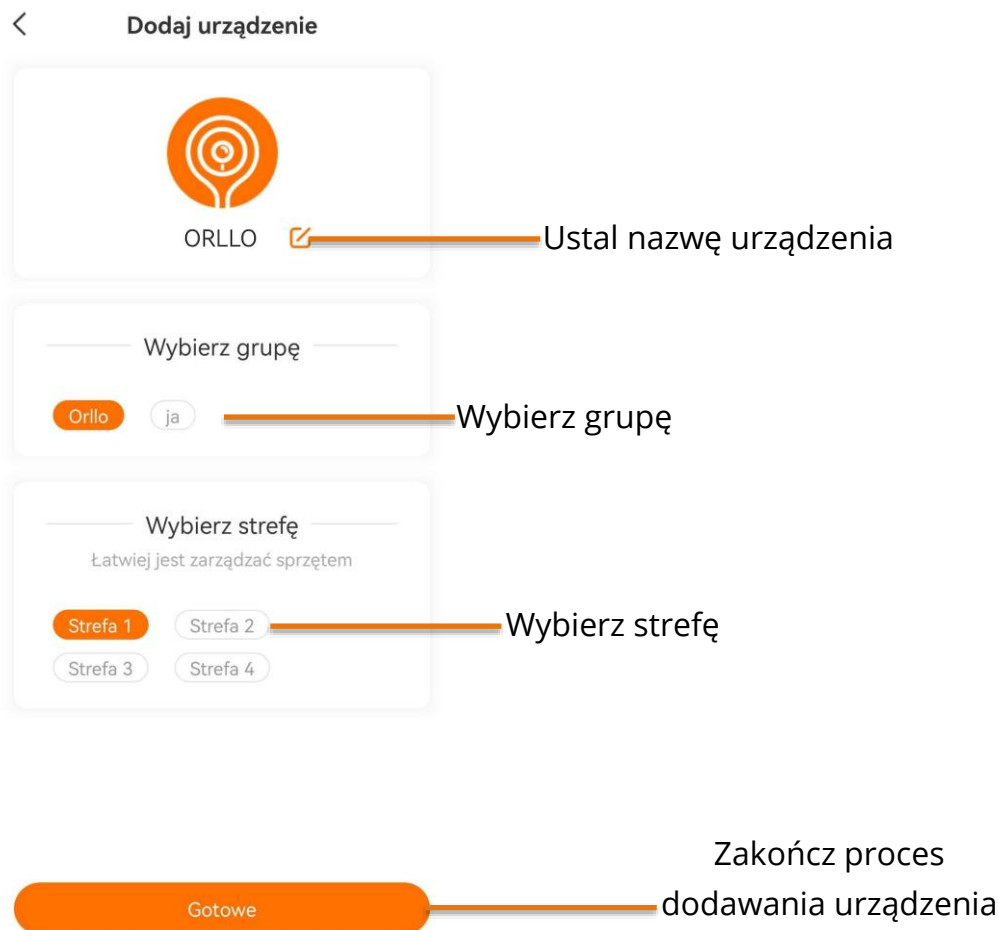 Dodaj urządzenie
ORLLO
Ustal nazwę urządzenia
Wybierz grupę
Orllo ja
Wybierz grupę
Wybierz strefę
Łatwiej jest zarządzać sprzętem
Strefa 1 Strefa 2
Wybierz strefę
Strefa 3 Strefa 4
Zakończ proces
dodawania urządzenia
Gotowe